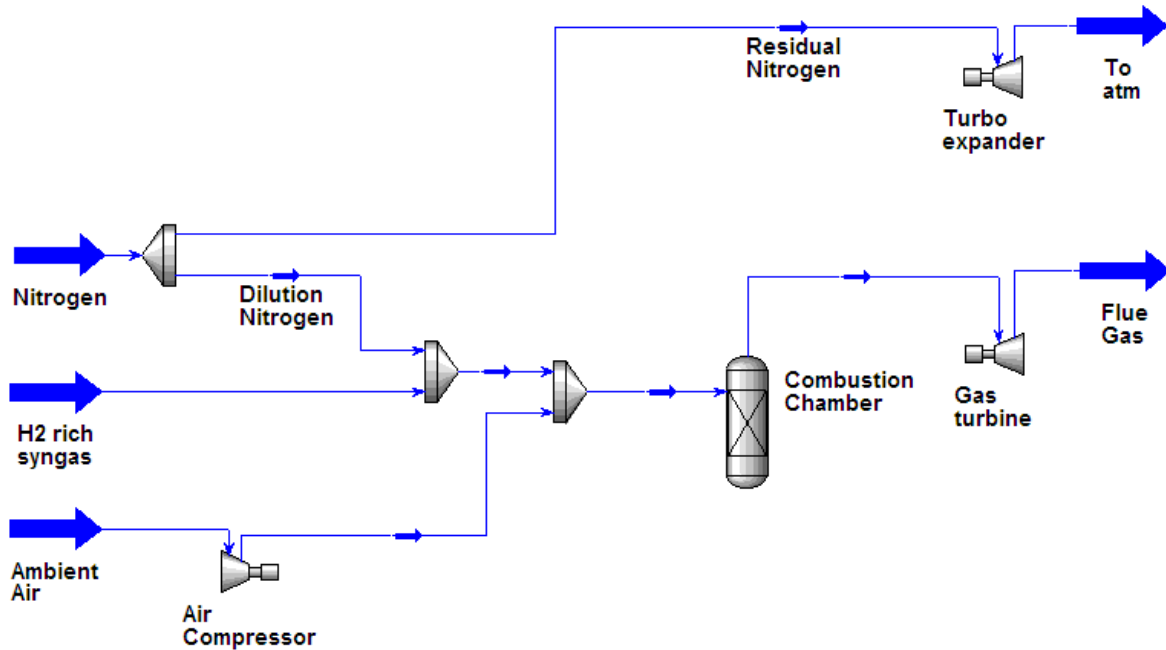 Residual
Nitrogen
To
atm
Turbo
expander
Nitrogen
Dilution
Nitrogen
Flue
Gas
Combustion
Chamber
Gas
turbine
H2 rich
syngas
Ambient
Air
Air
Compressor